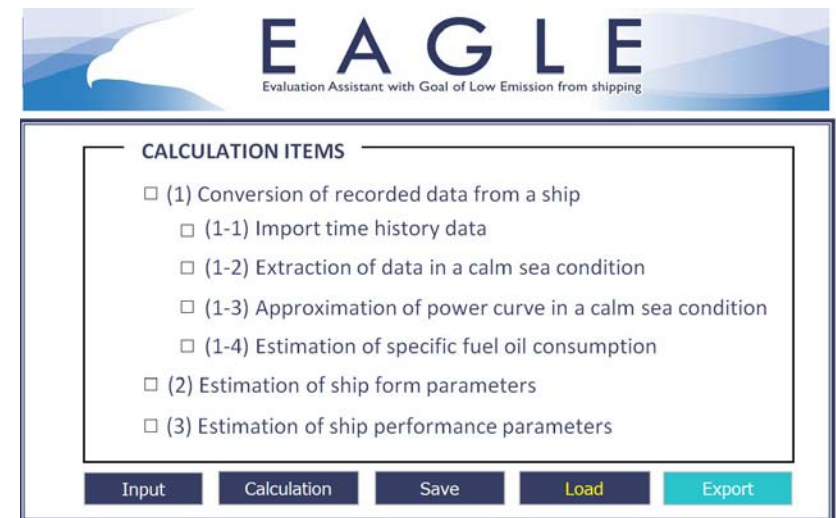 EAGLE
Evaluation Assistant with Goal of Low Emission from shipping
CALCULATION ITEMS
(1) Conversion of recorded data from a ship
(1-1) Import time history data
(1-2) Extraction of data in a calm sea condition
(1-3) Approximation of power curve in a calm sea condition
(1-4) Estimation of specific fuel oil consumption
(2) Estimation of ship form parameters
(3) Estimation of ship performance parameters
Input Calculation Save Load Export